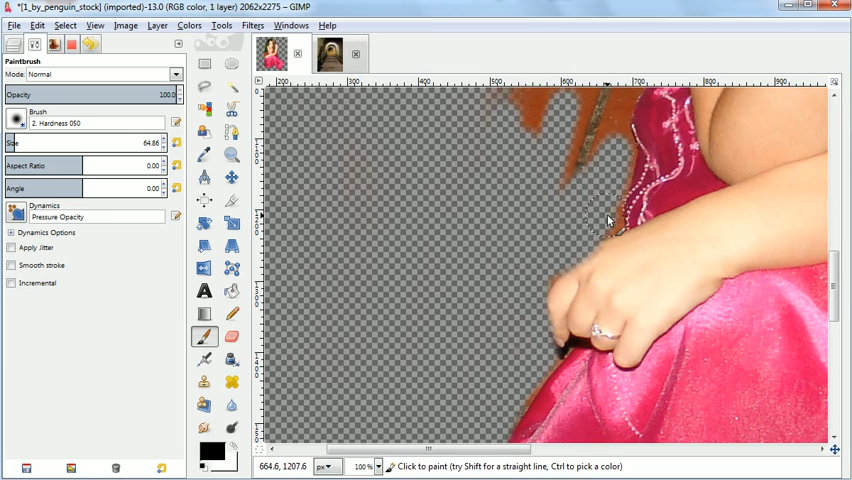 *[1_by_penguin_stock] (imported)-13.0 (RGB color, 1 layer) 2062x2275 – GIMP
File Edit Select View Image Layer Colors Tools Filters Windows Help
Paintbrush
Mode: Normal
Opacity 100.0
Brush
2. Hardness 050
Size 64.86
Aspect Ratio 0.00
Angle 0.00
Dynamics
Pressure Opacity
Dynamics Options
Apply Jitter
Smooth stroke
Incremental
200 300 400 500 600 700 800 900
664.6, 1207.6 px 100 % Click to paint (try Shift for a straight line, Ctrl to pick a color)